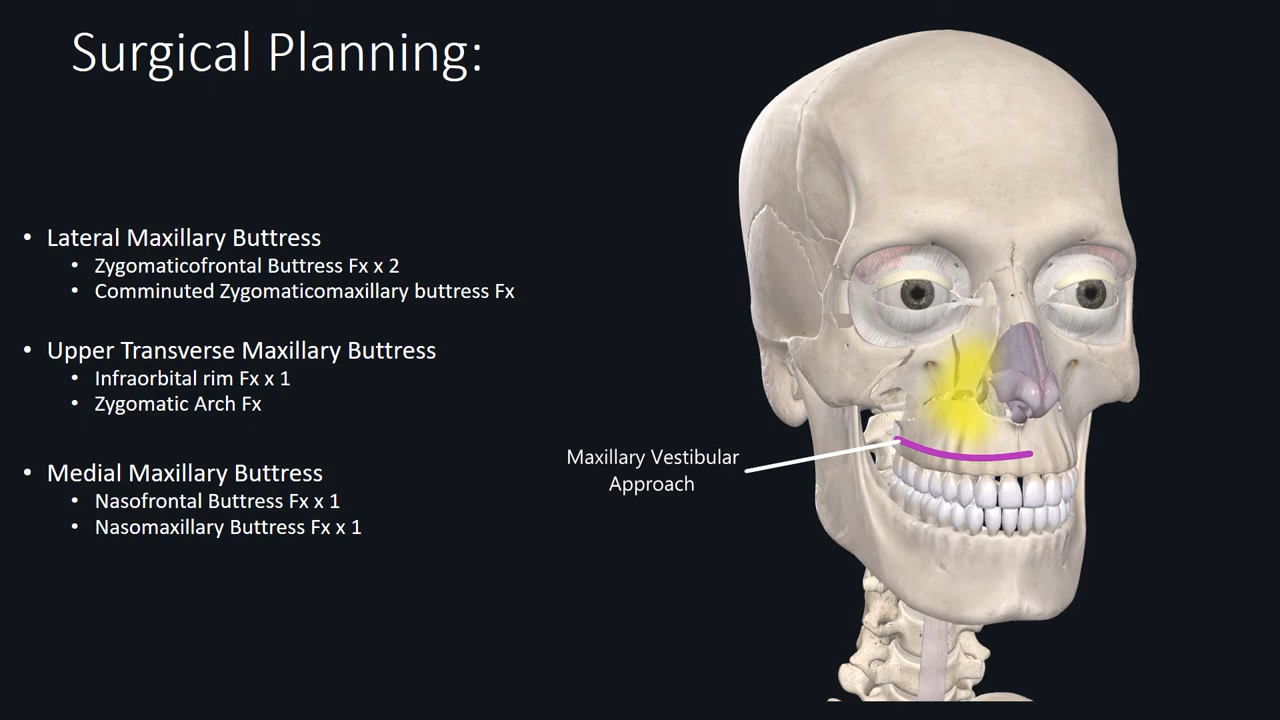 Surgical Planning:
• Lateral Maxillary Buttress
• Zygomaticofrontal Buttress Fx x 2
• Comminuted Zygomaticomaxillary buttress Fx
• Upper Transverse Maxillary Buttress
• Infraorbital rim Fx x 1
• Zygomatic Arch Fx
• Medial Maxillary Buttress
• Nasofrontal Buttress Fx x 1
• Nasomaxillary Buttress Fx x 1
Maxillary Vestibular
Approach